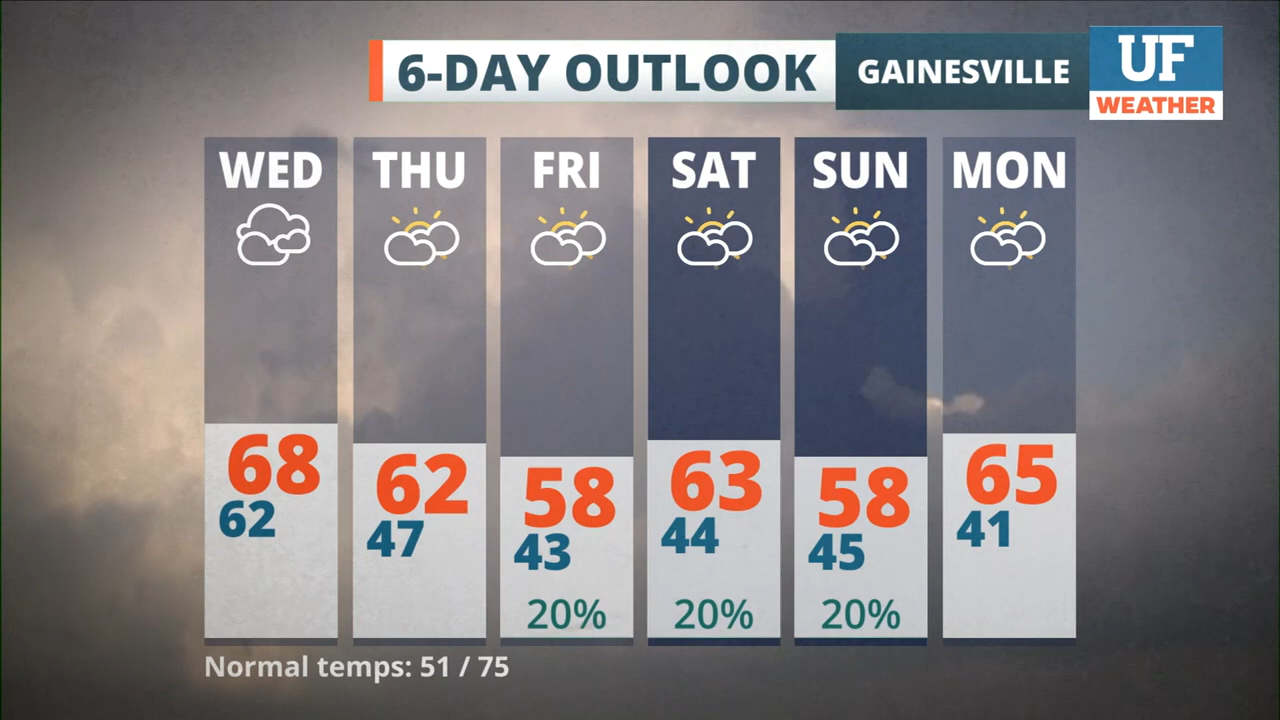 6-DAY OUTLOOK GAINESVILLE UF
WEATHER
WED THU FRI SAT SUN MON
68 62 58 63 58 65
62 47 43 44 45 41
20% 20% 20%
Normal temps: 51 / 75